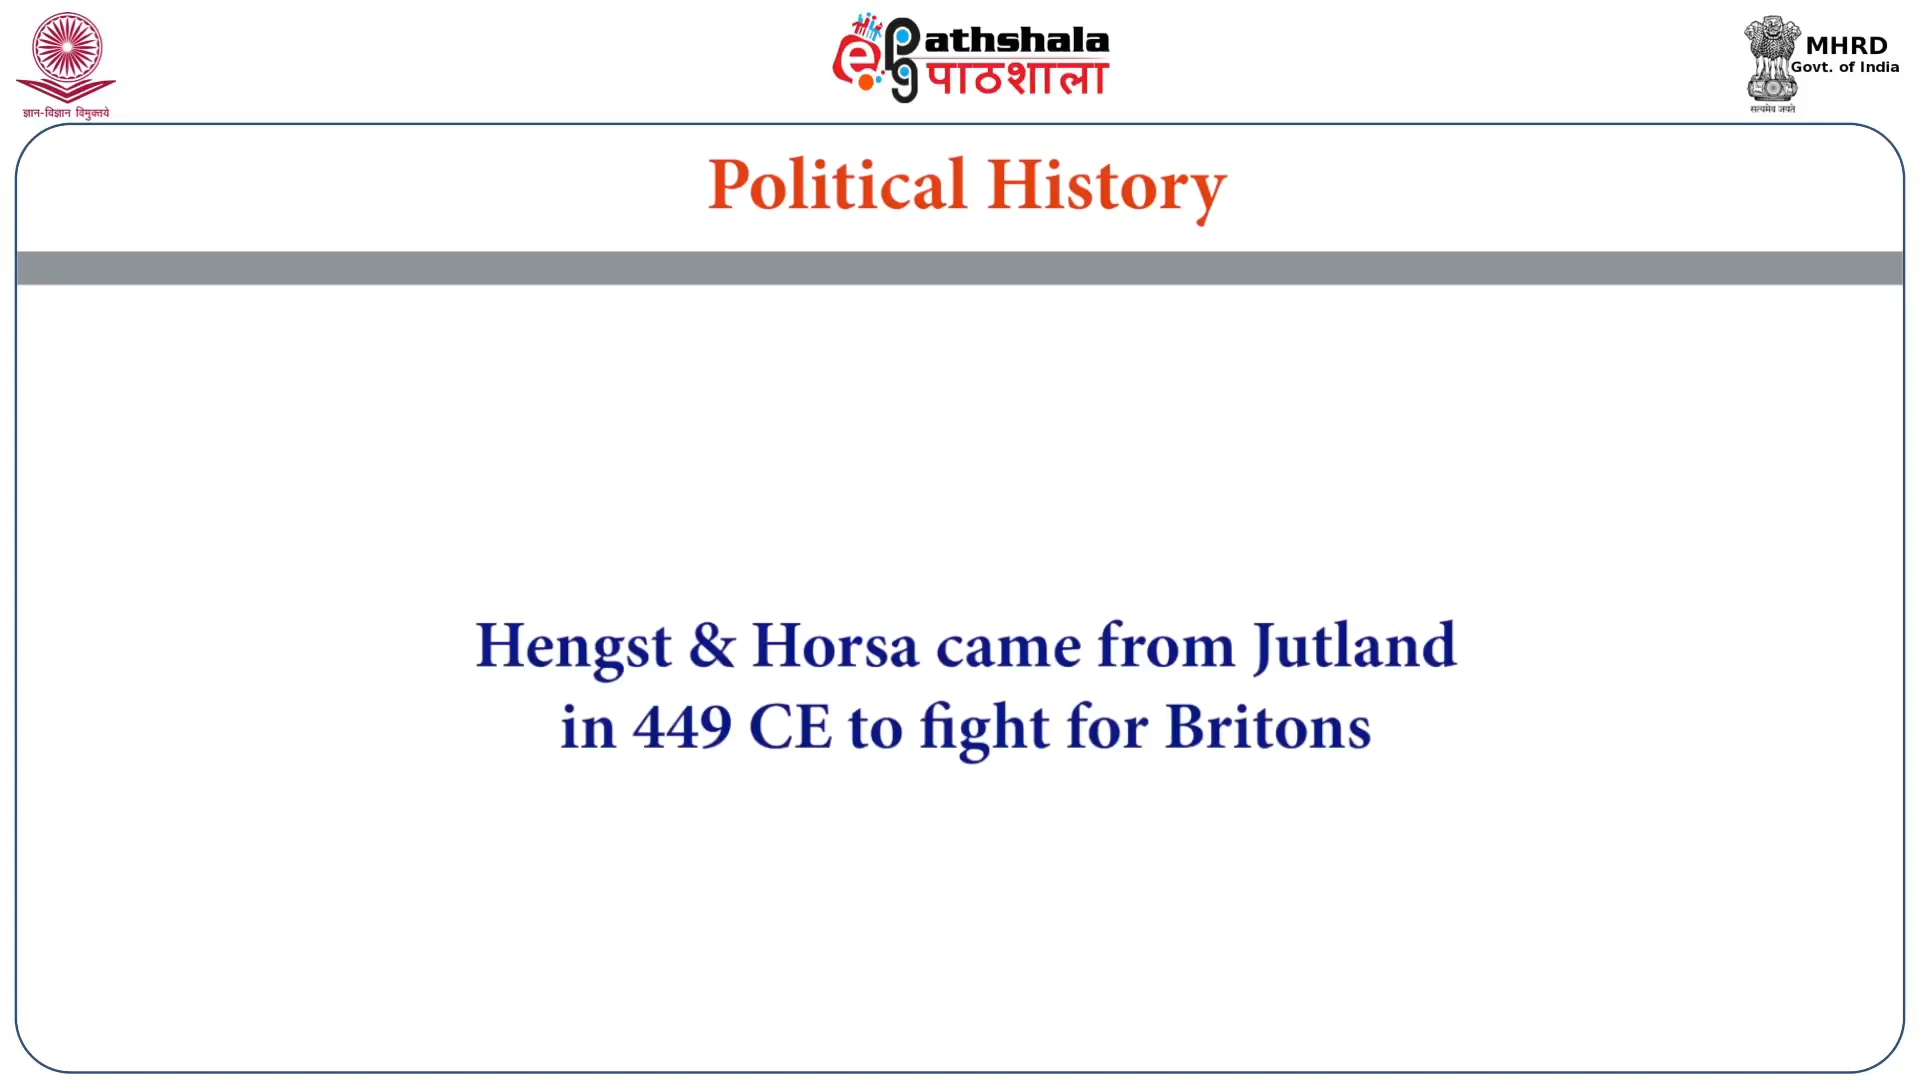 ज्ञान-विज्ञान विमुक्तये
ePathshala
पाठशाला
MHRD
Govt. of India
सत्यमेव जयते
Political History
Hengst & Horsa came from Jutland
in 449 CE to fight for Britons